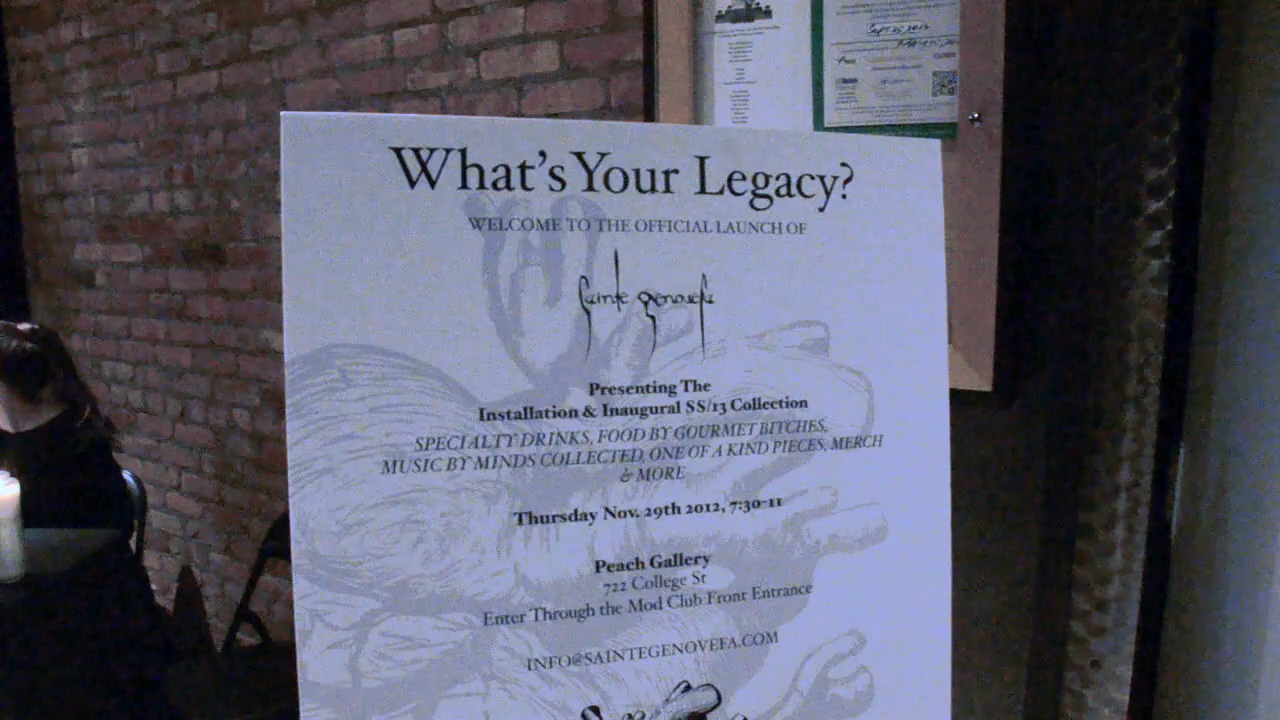 What's Your Legacy?
WELCOME TO THE OFFICIAL LAUNCH OF
Sainte Genovefa
Presenting The
Installation & Inaugural SS/13 Collection
SPECIALTY DRINKS, FOOD BY GOURMET BITCHES,
MUSIC BY MINDS COLLECTED, ONE OF A KIND PIECES, MERCH
& MORE
Thursday Nov. 29th 2012, 7:30-11
Peach Gallery
722 College St
Enter Through the Mod Club Front Entrance
INFO@SAINTEGENOVEFA.COM